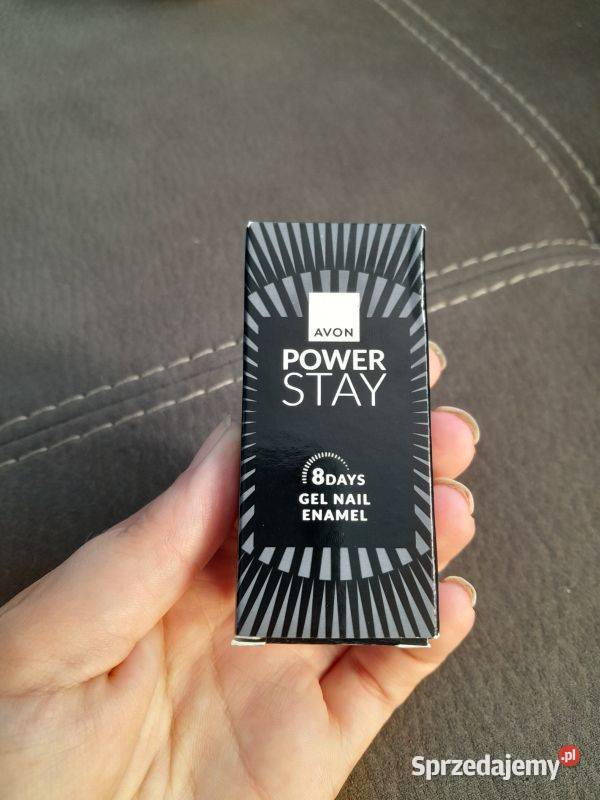 AVON
POWER
STAY
8DAYS
GEL NAIL
ENAMEL
Sprzedajemy.pl